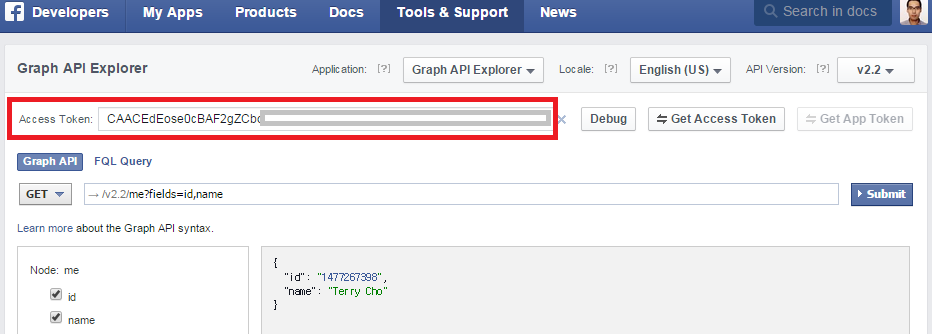 Developers My Apps Products Docs Tools & Support News Search in docs
Graph API Explorer Application: [?] Graph API Explorer Locale: [?] English (US) API Version: [?] v2.2
Access Token: CAACEdEose0cBAF2gZCbd × Debug Get Access Token Get App Token
Graph API FQL Query
GET → /v2.2/me?fields=id,name Submit
Learn more about the Graph API syntax.
Node: me
id
name
{
"id": "1477267398",
"name": "Terry Cho"
}